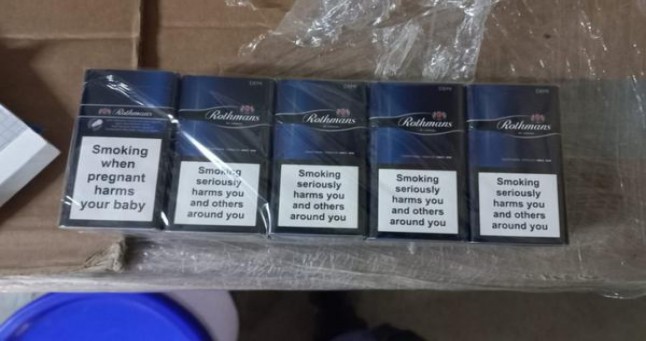 Rothmans
Smoking
when
pregnant
harms
your baby
Rothmans
Smoking
seriously
harms you
and others
around you
Rothmans
Smoking
seriously
harms you
and others
around you
Rothmans
Smoking
seriously
harms you
and others
around you
Rothmans
Smoking
seriously
harms you
and others
around you